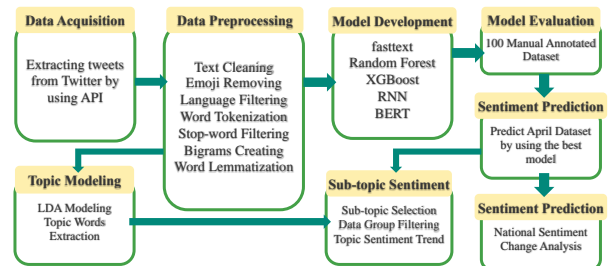 Data Acquisition
Extracting tweets
from Twitter by
using API
Data Preprocessing
Text Cleaning
Emoji Removing
Language Filtering
Word Tokenization
Stop-word Filtering
Bigrams Creating
Word Lemmatization
Model Development
fasttext
Random Forest
XGBoost
RNN
BERT
Model Evaluation
100 Manual Annotated
Dataset
Sentiment Prediction
Predict April Dataset
by using the best
model
Topic Modeling
LDA Modeling
Topic Words
Extraction
Sub-topic Sentiment
Sub-topic Selection
Data Group Filtering
Topic Sentiment Trend
Sentiment Prediction
National Sentiment
Change Analysis